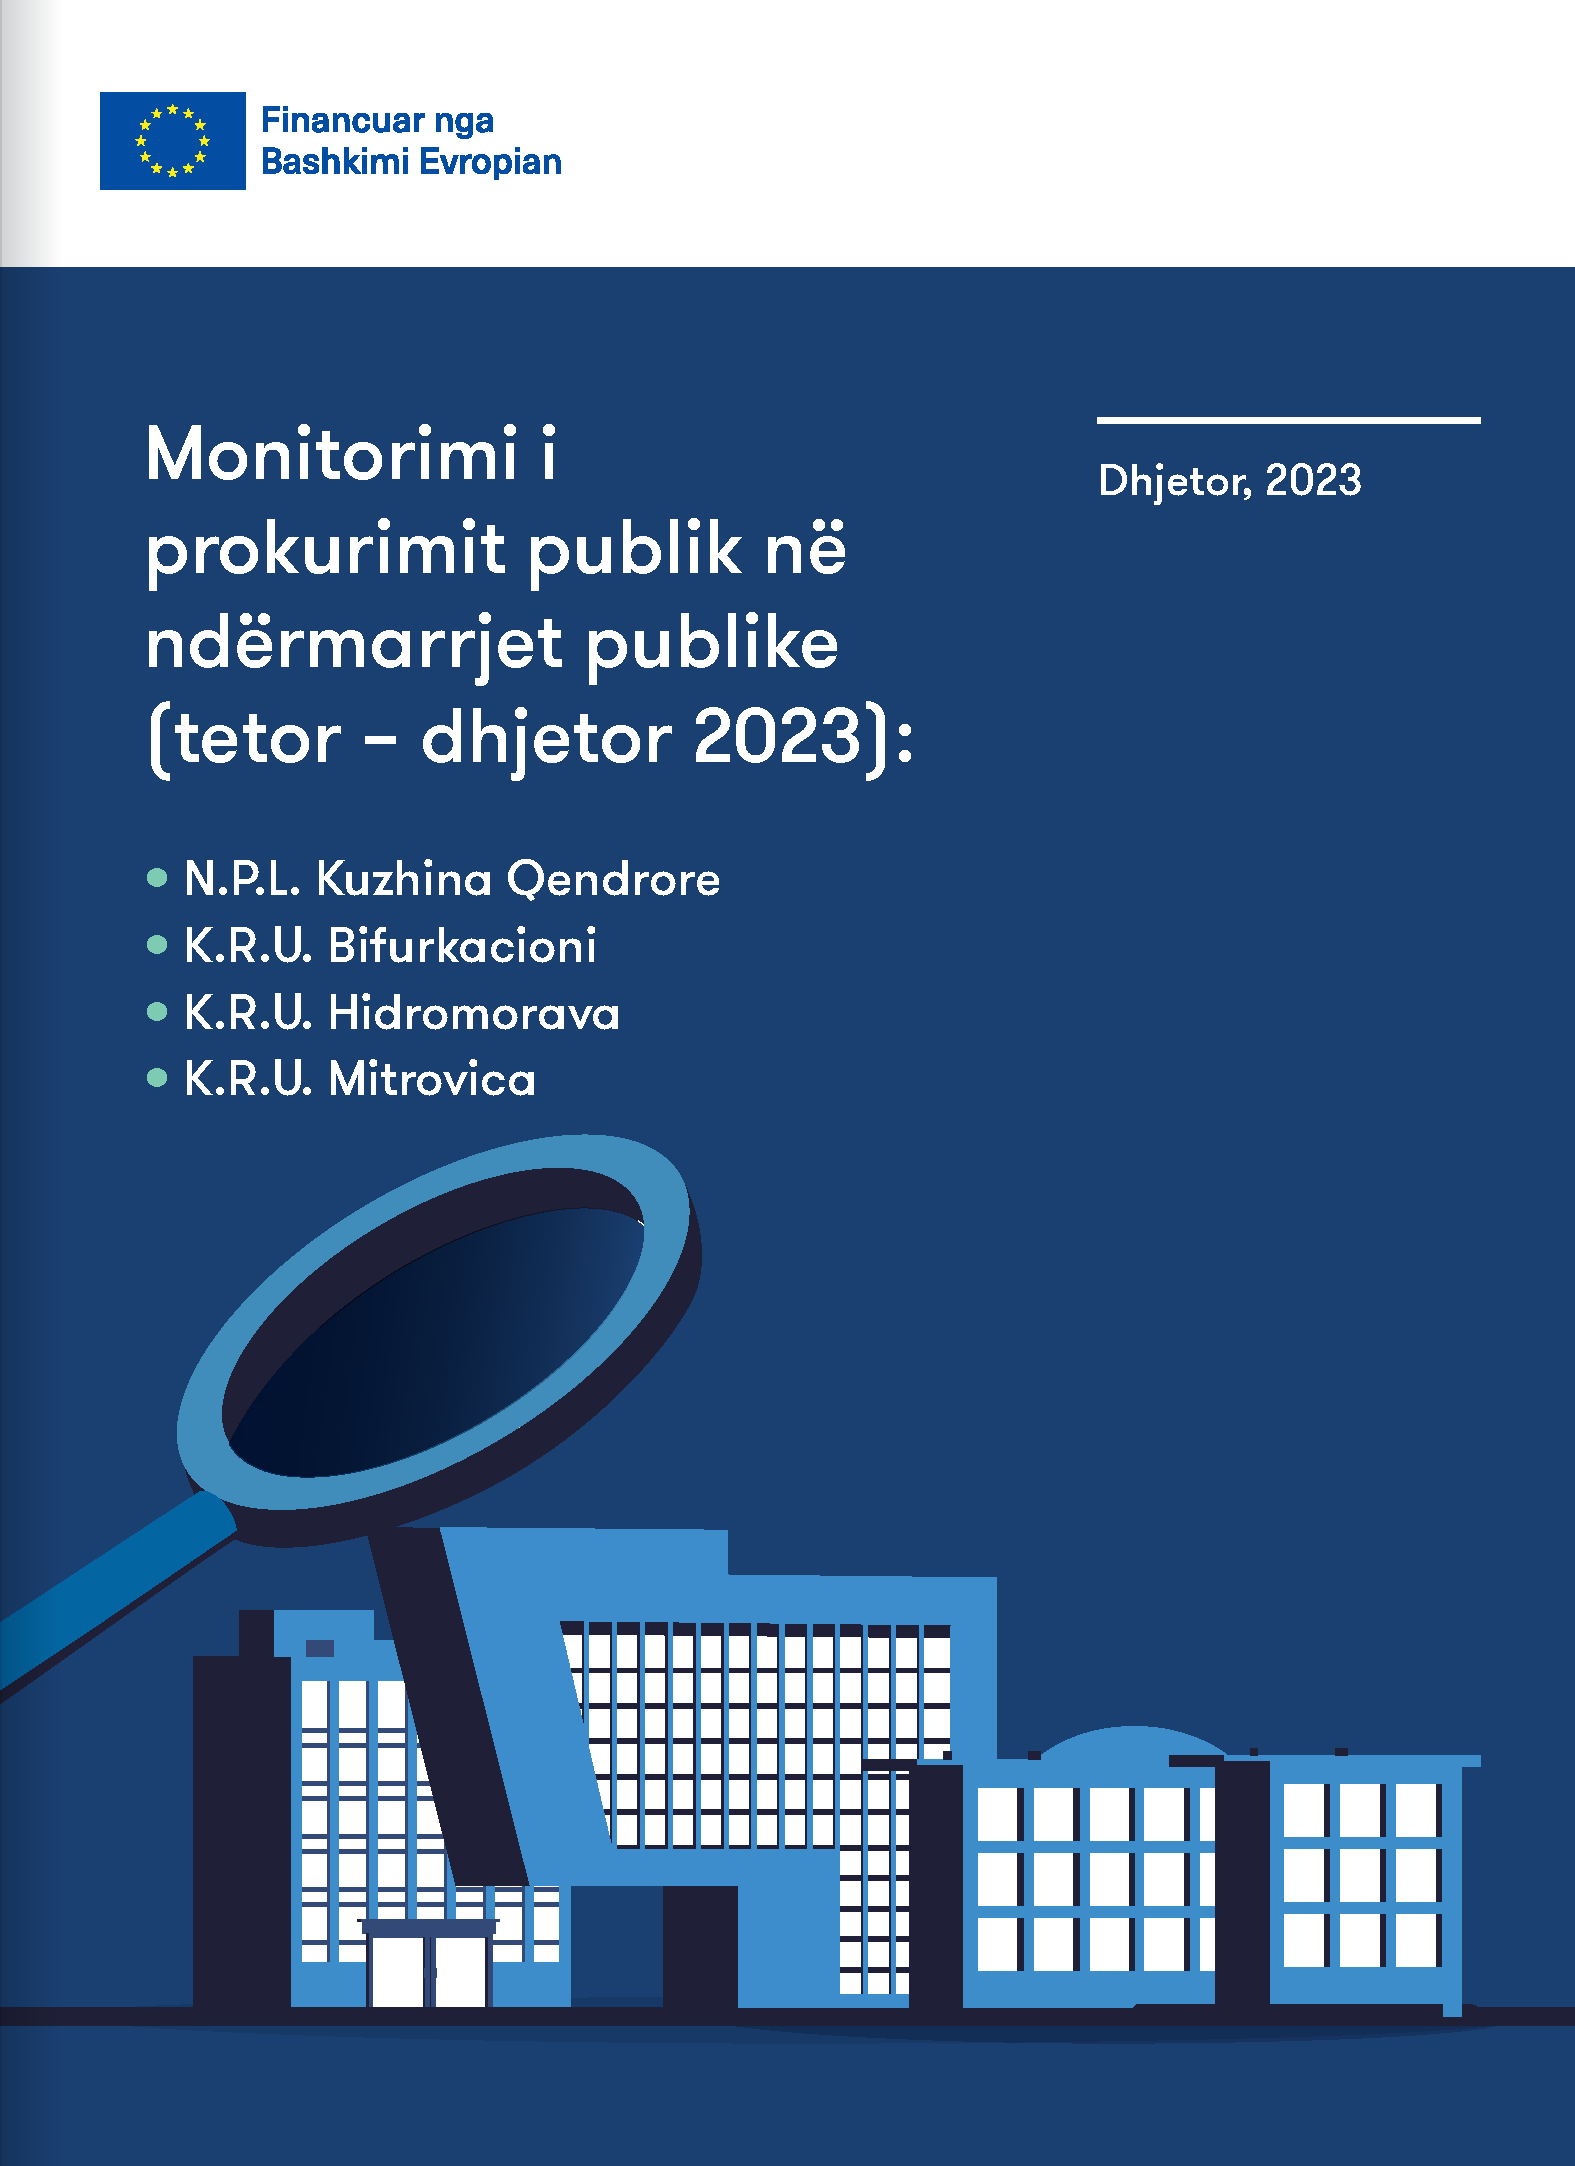 Financuar nga
Bashkimi Evropian
Monitorimi i
prokurimit publik në
ndërmarrjet publike
(tetor – dhjetor 2023):
Dhjetor, 2023
N.P.L. Kuzhina Qendrore
K.R.U. Bifurkacioni
K.R.U. Hidromorava
K.R.U. Mitrovica